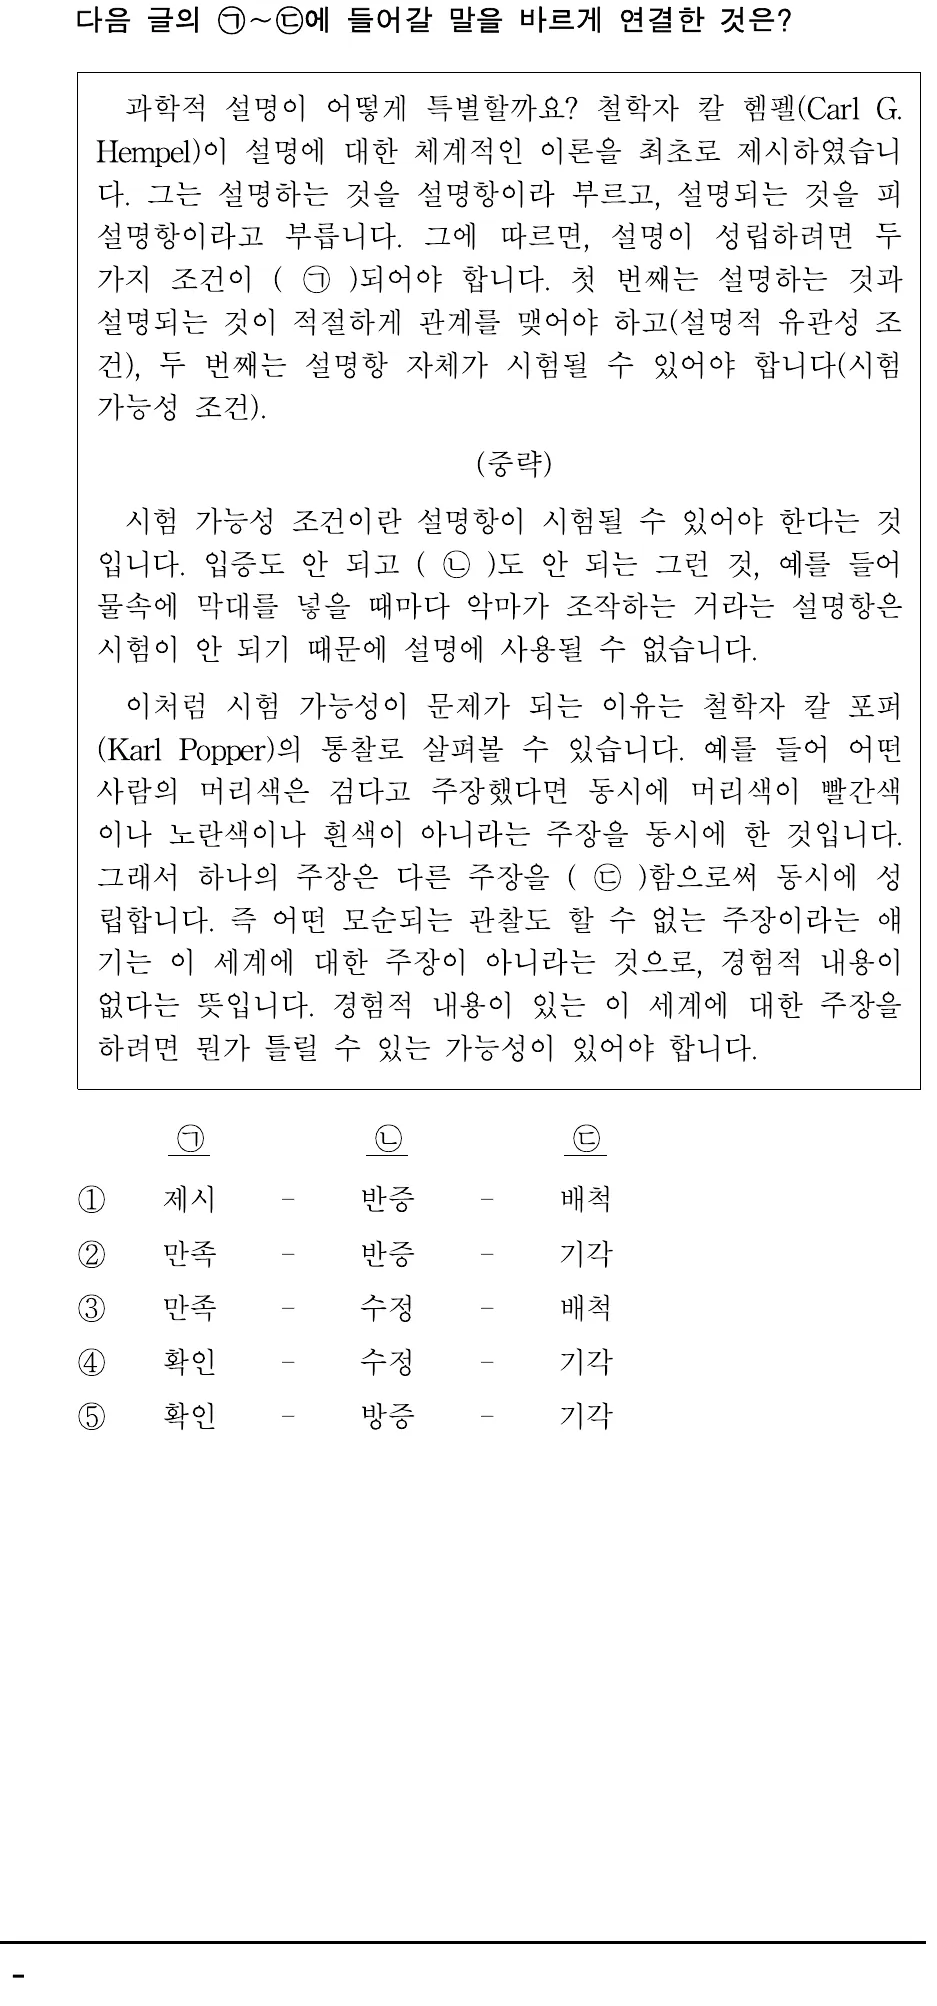 다음 글의 ㉠~㉢에 들어갈 말을 바르게 연결한 것은?
과학적 설명이 어떻게 특별할까요? 철학자 칼 헴펠(Carl G.
Hempel)이 설명에 대한 체계적인 이론을 최초로 제시하였습니
다. 그는 설명하는 것을 설명항이라 부르고, 설명되는 것을 피
설명항이라고 부릅니다. 그에 따르면, 설명이 성립하려면 두
가지 조건이 ( ㉠ )되어야 합니다. 첫 번째는 설명하는 것과
설명되는 것이 적절하게 관계를 맺어야 하고(설명적 유관성 조
건), 두 번째는 설명항 자체가 시험될 수 있어야 합니다(시험
가능성 조건).
(중략)
시험 가능성 조건이란 설명항이 시험될 수 있어야 한다는 것
입니다. 입증도 안 되고 ( ㉡ )도 안 되는 그런 것, 예를 들어
물속에 막대를 넣을 때마다 악마가 조작하는 거라는 설명항은
시험이 안 되기 때문에 설명에 사용될 수 없습니다.
이처럼 시험 가능성이 문제가 되는 이유는 철학자 칼 포퍼
(Karl Popper)의 통찰로 살펴볼 수 있습니다. 예를 들어 어떤
사람의 머리색은 검다고 주장했다면 동시에 머리색이 빨간색
이나 노란색이나 흰색이 아니라는 주장을 동시에 한 것입니다.
그래서 하나의 주장은 다른 주장을 ( ㉢ )함으로써 동시에 성
립합니다. 즉 어떤 모순되는 관찰도 할 수 없는 주장이라는 얘
기는 이 세계에 대한 주장이 아니라는 것으로, 경험적 내용이
없다는 뜻입니다. 경험적 내용이 있는 이 세계에 대한 주장을
하려면 뭔가 틀릴 수 있는 가능성이 있어야 합니다.
㉠ ㉡ ㉢
① 제시 - 반증 - 배척
② 만족 - 반증 - 기각
③ 만족 - 수정 - 배척
④ 확인 - 수정 - 기각
⑤ 확인 - 방증 - 기각
-